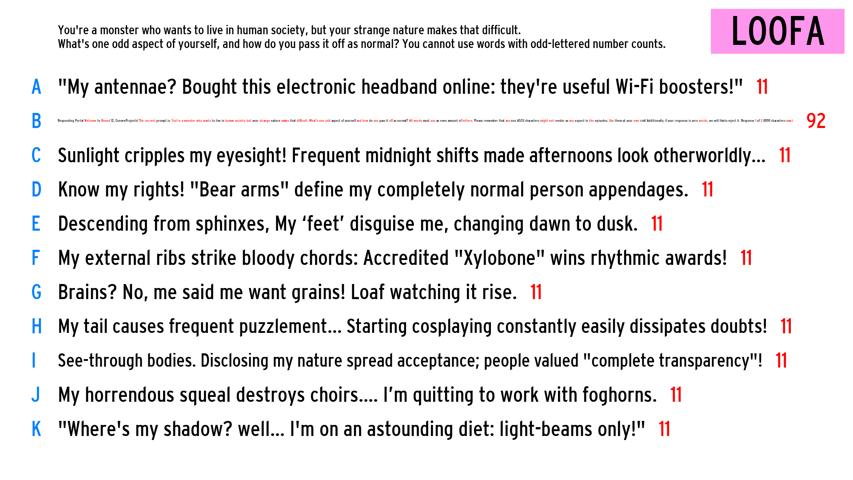 You're a monster who wants to live in human society, but your strange nature makes that difficult.
What's one odd aspect of yourself, and how do you pass it off as normal? You cannot use words with odd-lettered number counts.
LOOFA
A "My antennae? Bought this electronic headband online: they're useful Wi-Fi boosters!" 11
B 92
C Sunlight cripples my eyesight! Frequent midnight shifts made afternoons look otherworldly... 11
D Know my rights! "Bear arms" define my completely normal person appendages. 11
E Descending from sphinxes, My ‘feet’ disguise me, changing dawn to dusk. 11
F My external ribs strike bloody chords: Accredited "Xylobone" wins rhythmic awards! 11
G Brains? No, me said me want grains! Loaf watching it rise. 11
H My tail causes frequent puzzlement... Starting cosplaying constantly easily dissipates doubts! 11
I See-through bodies. Disclosing my nature spread acceptance; people valued "complete transparency"! 11
J My horrendous squeal destroys choirs.... I’m quitting to work with foghorns. 11
K "Where's my shadow? well... I'm on an astounding diet: light-beams only!" 11